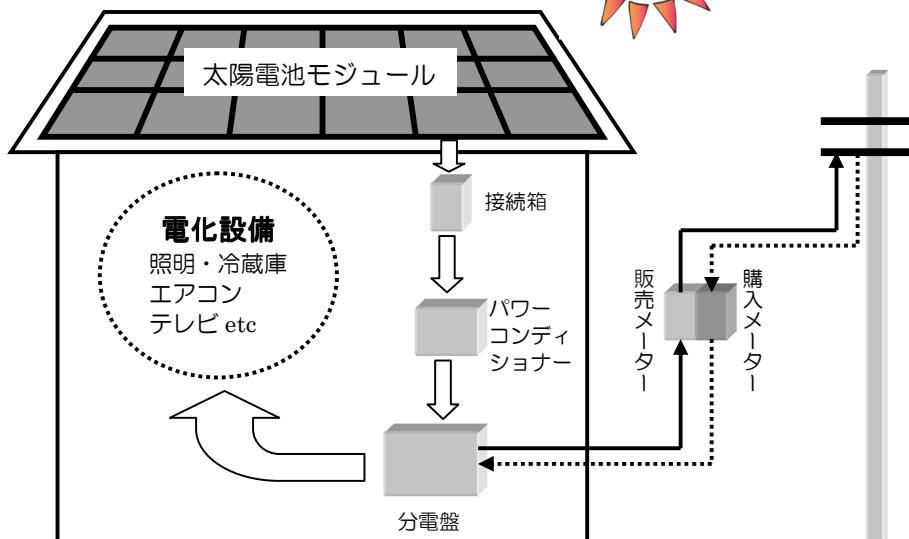 太陽電池モジュール
接続箱
電化設備
照明・冷蔵庫
エアコン
テレビ etc
パワー
コンディ
ショナー
販売メーター
購入メーター
分電盤